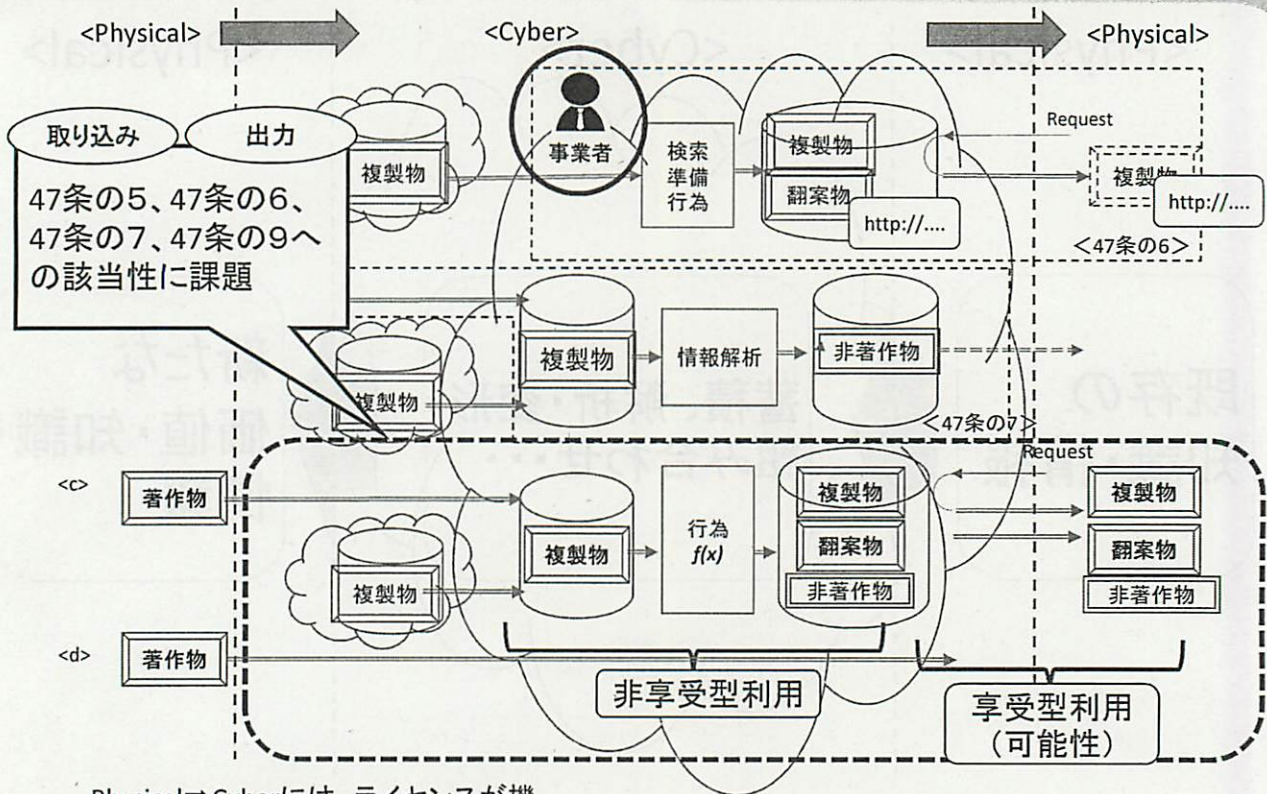 <Physical>
<Cyber>
<Physical>
取り込み
出力
47条の5、47条の6、
47条の7、47条の9へ
の該当性に課題
複製物
事業者
検索
準備
行為
複製物
翻案物
http://....
Request
複製物
http://....
<47条の6>
複製物
複製物
情報解析
非著作物
<47条の7>
<c>
著作物
複製物
複製物
行為
f(x)
複製物
翻案物
非著作物
Request
複製物
翻案物
非著作物
<d>
著作物
非享受型利用
享受型利用
(可能性)